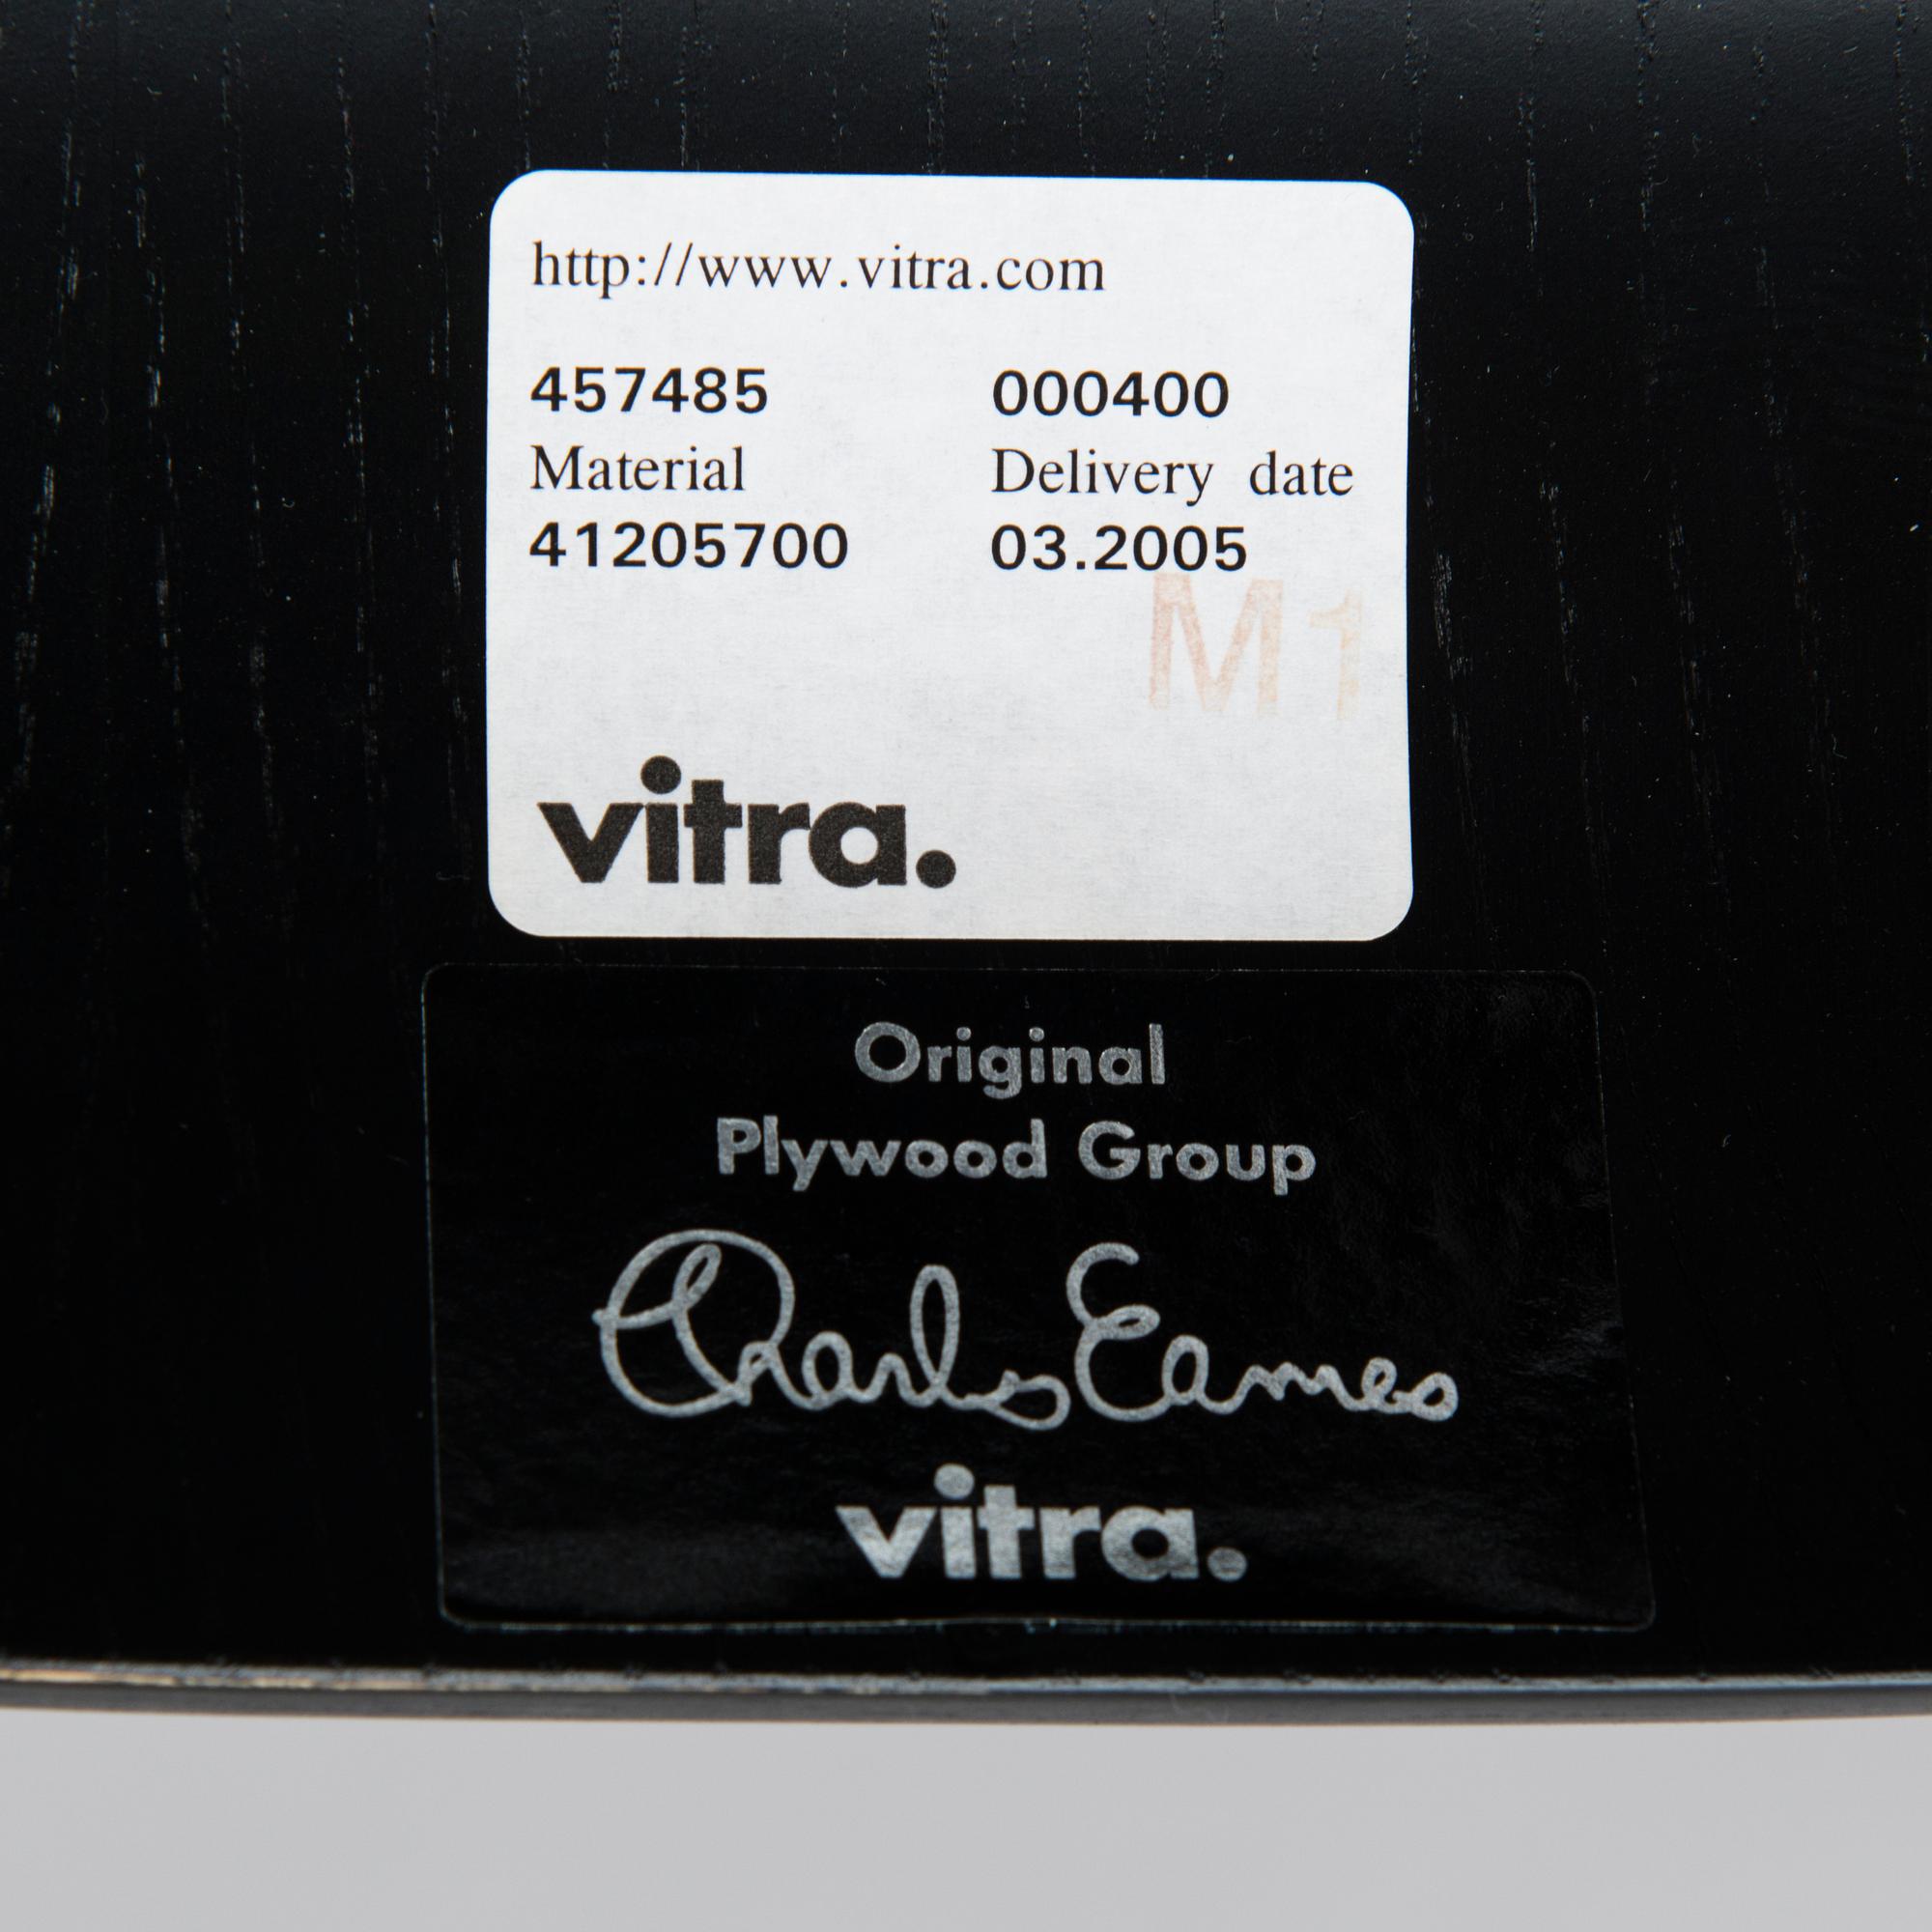 http://www.vitra.com
457485 000400
Material Delivery date
41205700 03.2005
M1
vitra.
Original
Plywood Group
Charles Eames
vitra.